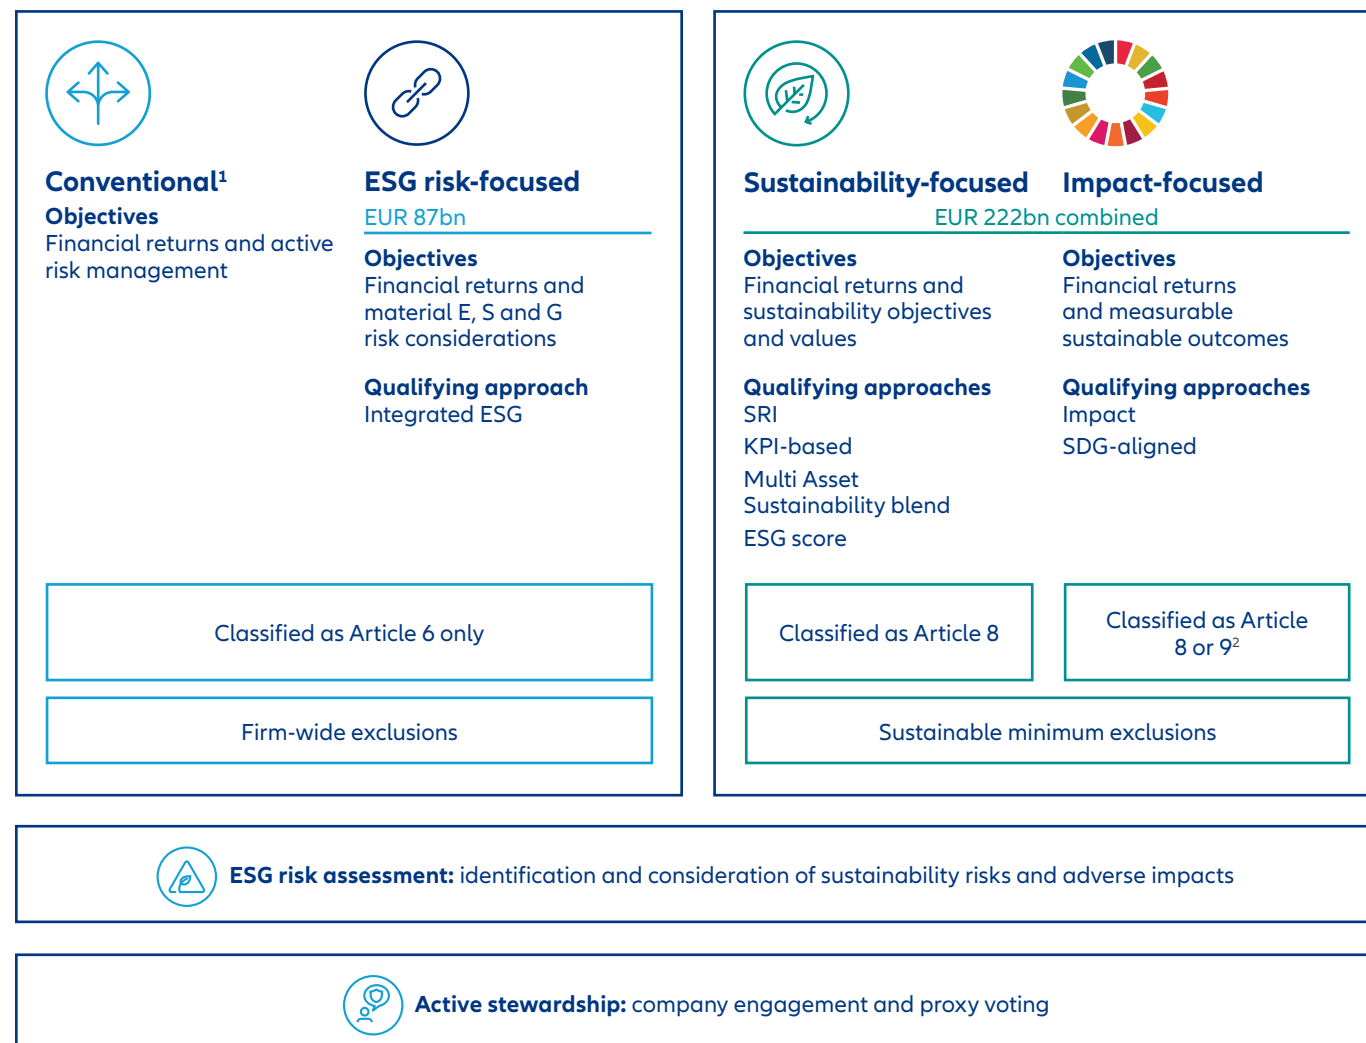 Conventional¹
Objectives
Financial returns and active
risk management
ESG risk-focused
EUR 87bn
Objectives
Financial returns and
material E, S and G
risk considerations
Qualifying approach
Integrated ESG
Classified as Article 6 only
Firm-wide exclusions
Sustainability-focused
Impact-focused
EUR 222bn combined
Objectives
Financial returns and
sustainability objectives
and values
Qualifying approaches
SRI
KPI-based
Multi Asset
Sustainability blend
ESG score
Objectives
Financial returns
and measurable
sustainable outcomes
Qualifying approaches
Impact
SDG-aligned
Classified as Article 8
Classified as Article
8 or 9²
Sustainable minimum exclusions
ESG risk assessment: identification and consideration of sustainability risks and adverse impacts
Active stewardship: company engagement and proxy voting